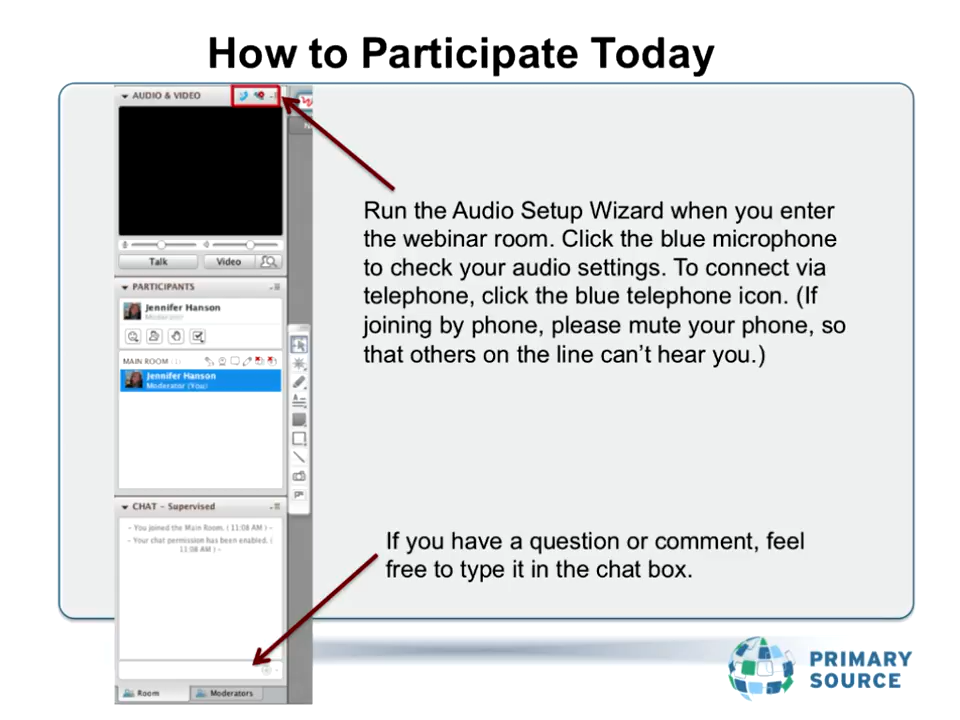 How to Participate Today
AUDIO & VIDEO
Talk
Video
PARTICIPANTS
Jennifer Hanson
Moderator
MAIN ROOM
Jennifer Hanson
Moderator (You)
CHAT – Supervised
– You joined the Main Room. ( 11:08 AM ) –
– Your chat permission has been enabled. (
11:08 AM ) –
Room
Moderators
Run the Audio Setup Wizard when you enter
the webinar room. Click the blue microphone
to check your audio settings. To connect via
telephone, click the blue telephone icon. (If
joining by phone, please mute your phone, so
that others on the line can’t hear you.)
If you have a question or comment, feel
free to type it in the chat box.
PRIMARY
SOURCE